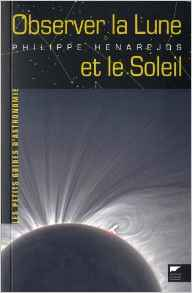 Observer la Lune
PHILIPPE HENAREJOS
et le Soleil
LES PETITS GUIDES D'ASTRONOMIE